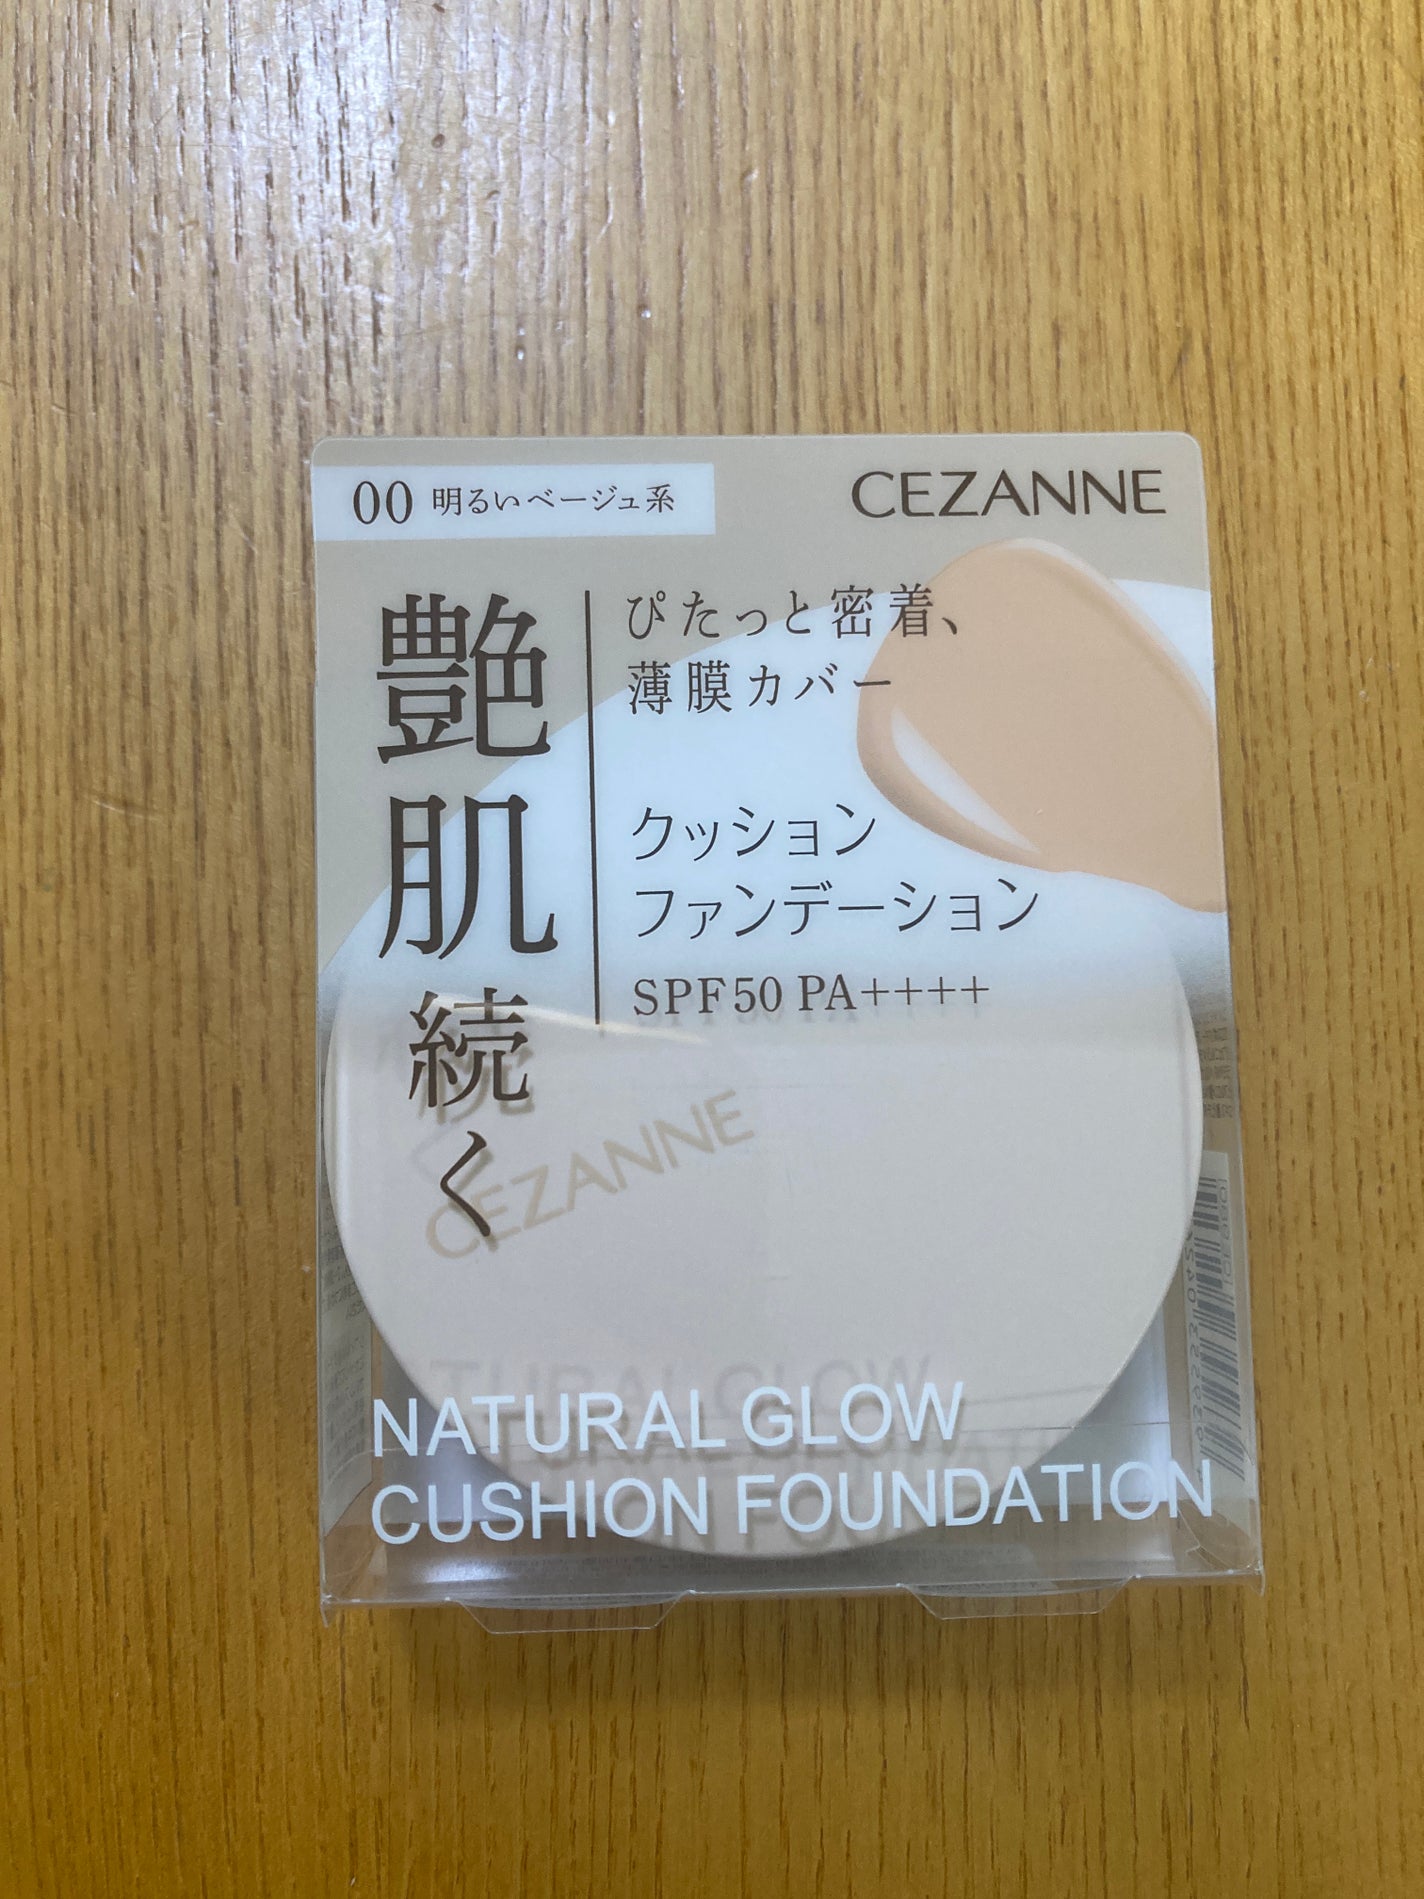 00 明るいベージュ系
CEZANNE
艶肌続く
ぴたっと密着、
薄膜カバー
クッション
ファンデーション
SPF50 PA++++
CEZANNE
NATURAL GLOW
CUSHION FOUNDATION